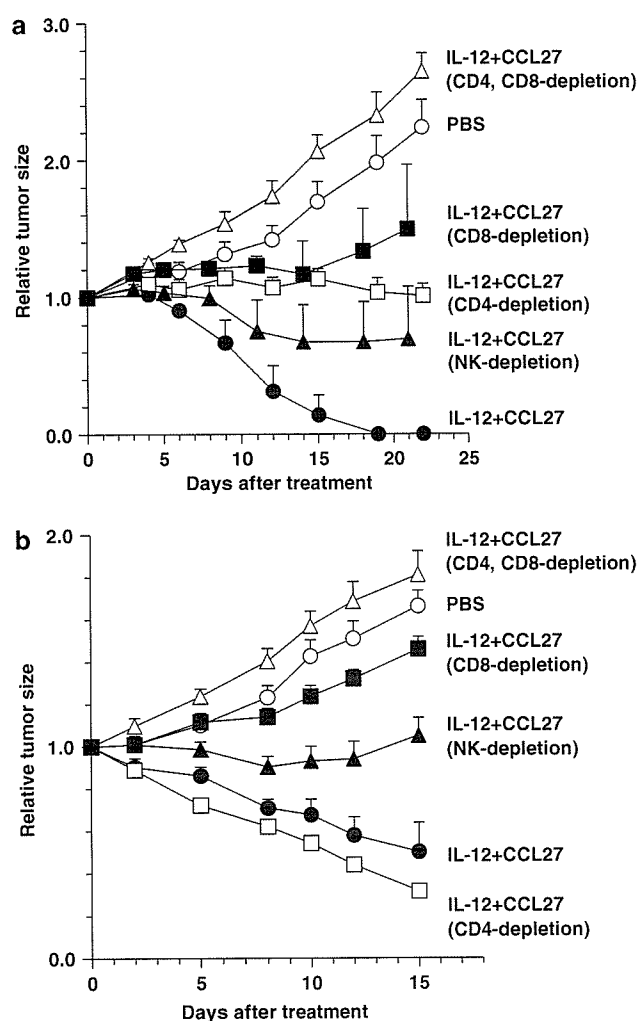 a
3.0
2.0
1.0
0.0
Relative tumor size
0 5 10 15 20 25
Days after treatment
IL-12+CCL27
(CD4, CD8-depletion)
PBS
IL-12+CCL27
(CD8-depletion)
IL-12+CCL27
(CD4-depletion)
IL-12+CCL27
(NK-depletion)
IL-12+CCL27
b
2.0
1.0
0.0
Relative tumor size
0 5 10 15
Days after treatment
IL-12+CCL27
(CD4, CD8-depletion)
PBS
IL-12+CCL27
(CD8-depletion)
IL-12+CCL27
(NK-depletion)
IL-12+CCL27
IL-12+CCL27
(CD4-depletion)